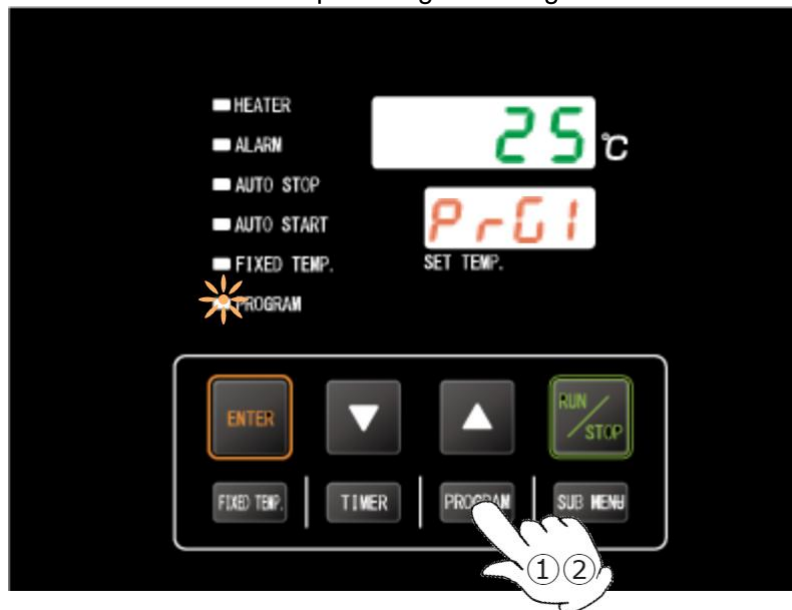 HEATER
25 ℃
ALARM
AUTO STOP
AUTO START
PrG1
FIXED TEMP.
SET TEMP.
PROGRAM
ENTER
RUN/STOP
FIXED TEMP.
TIMER
PROGRAM
SUB MENU
①②